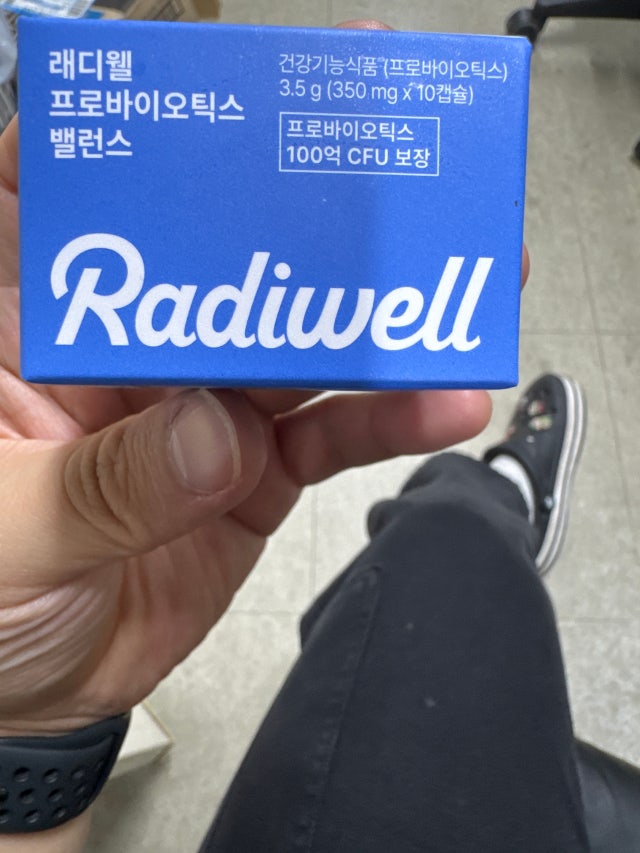 래디웰
프로바이오틱스
밸런스
건강기능식품 (프로바이오틱스)
3.5 g (350 mg x 10캡슐)
프로바이오틱스
100억 CFU 보장
Radiwell